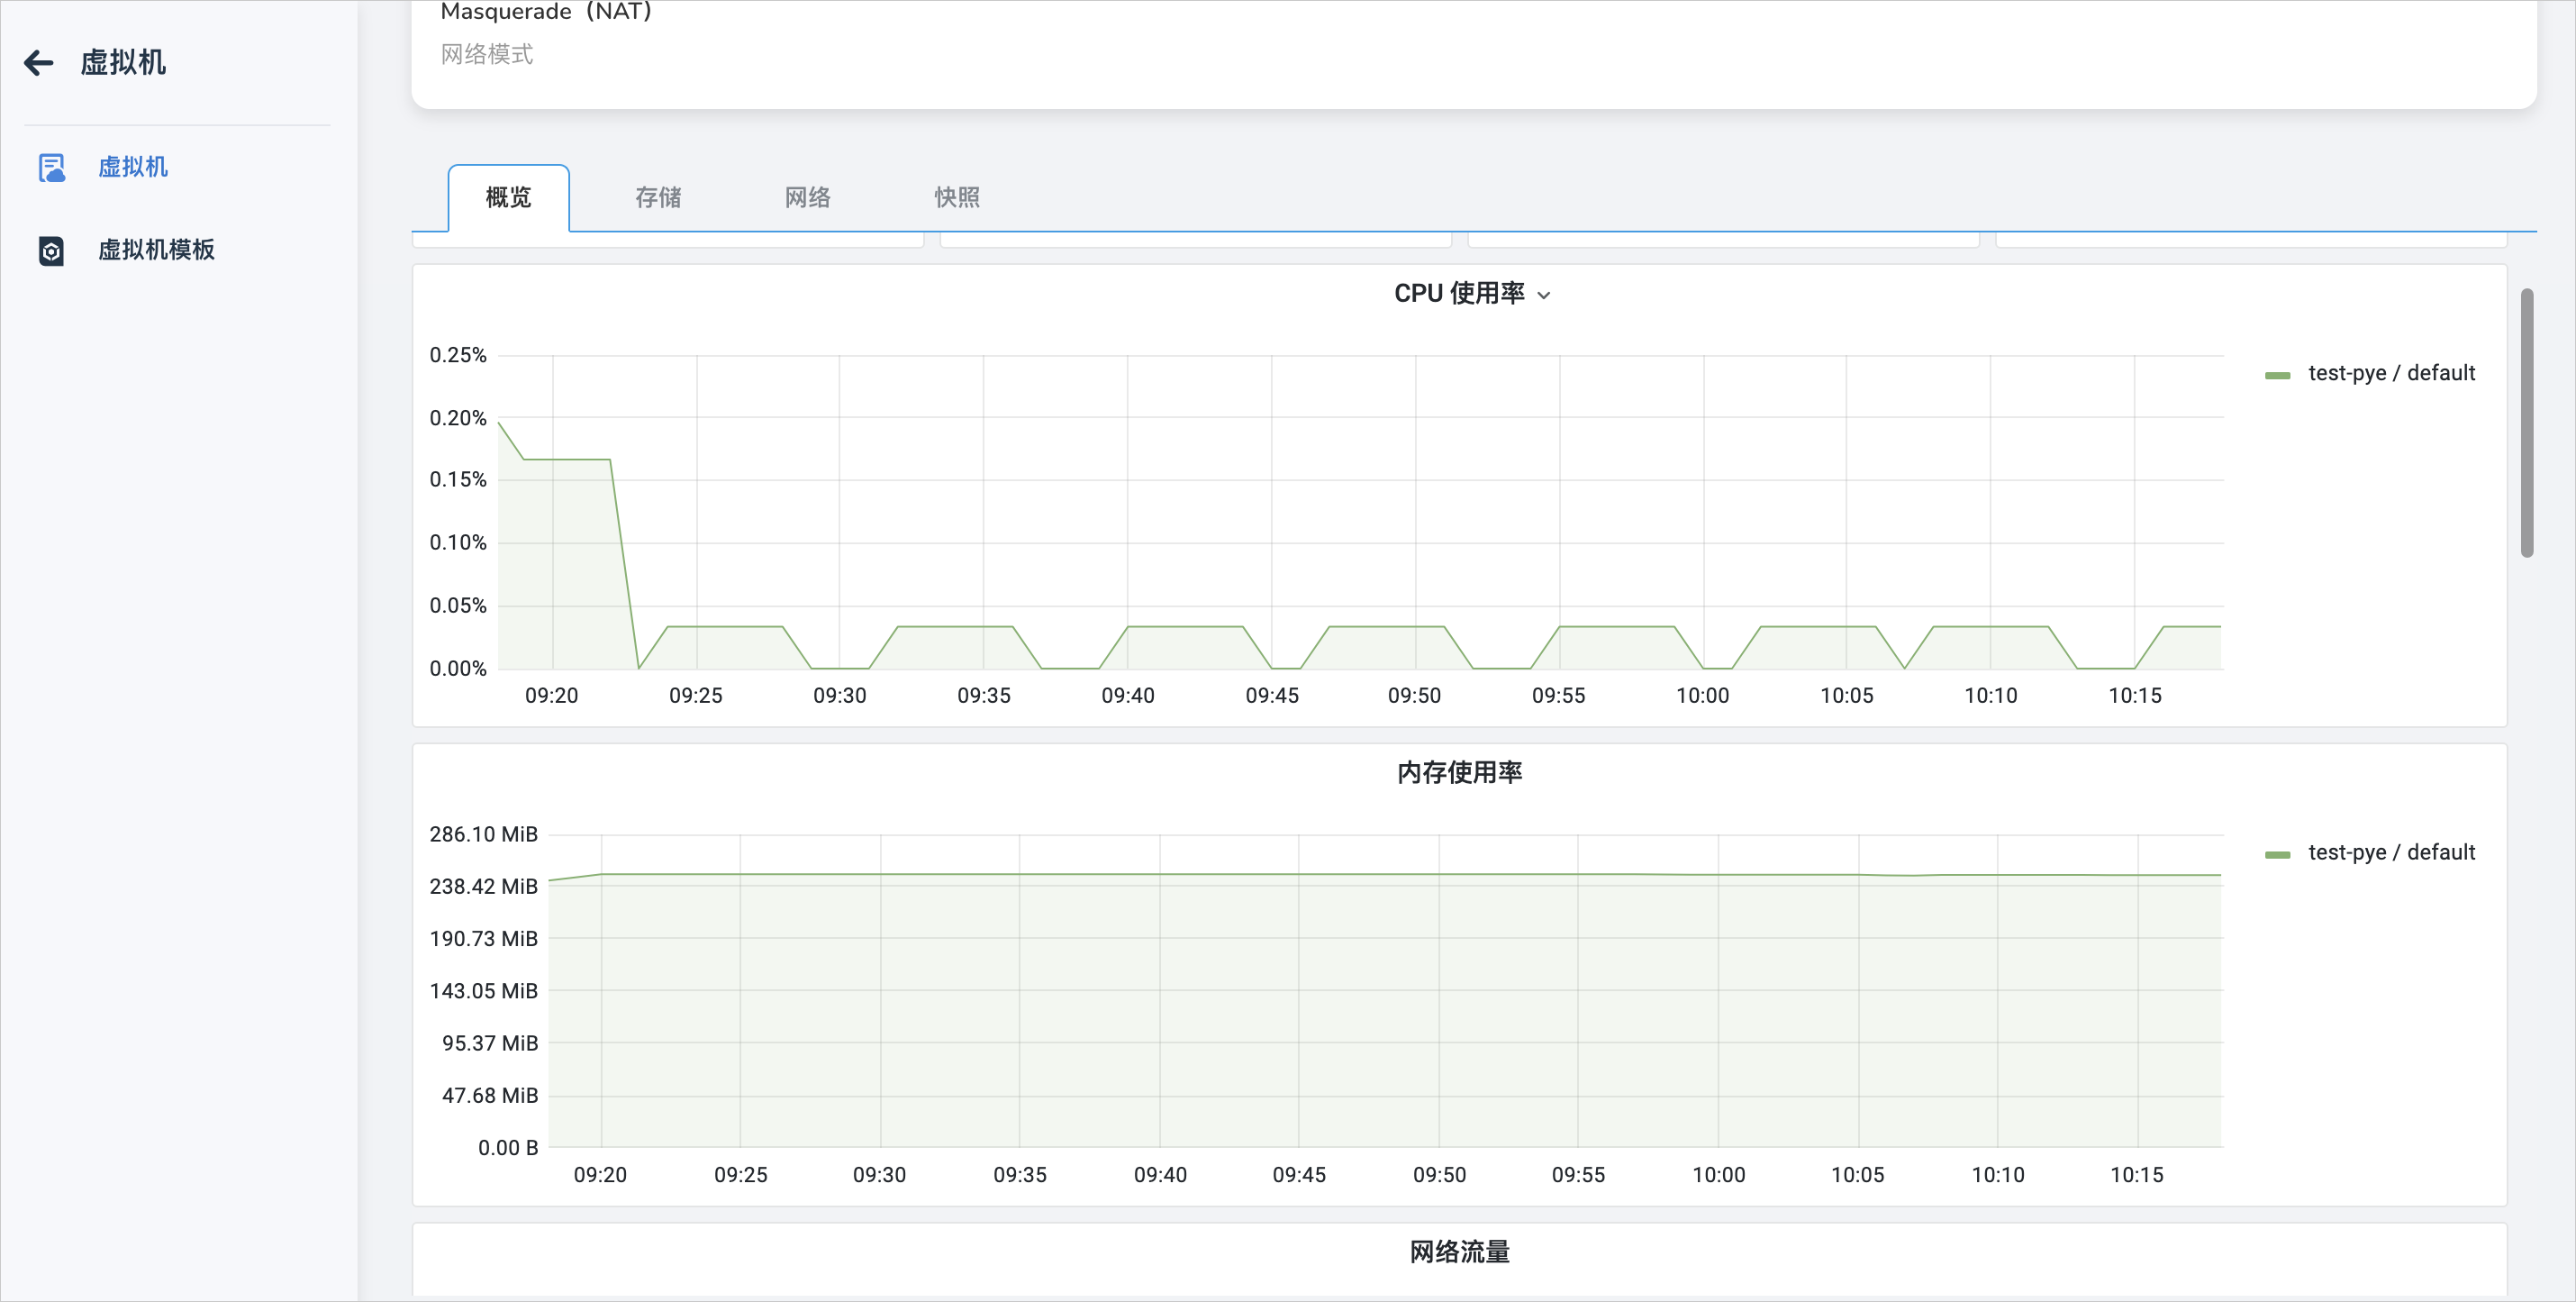 虚拟机
虚拟机
虚拟机模板
Masquerade（NAT）
网络模式
概览 存储 网络 快照
CPU 使用率
0.25%
0.20%
0.15%
0.10%
0.05%
0.00%
09:20 09:25 09:30 09:35 09:40 09:45 09:50 09:55 10:00 10:05 10:10 10:15
test-pye / default
内存使用率
286.10 MiB
238.42 MiB
190.73 MiB
143.05 MiB
95.37 MiB
47.68 MiB
0.00 B
09:20 09:25 09:30 09:35 09:40 09:45 09:50 09:55 10:00 10:05 10:10 10:15
test-pye / default
网络流量